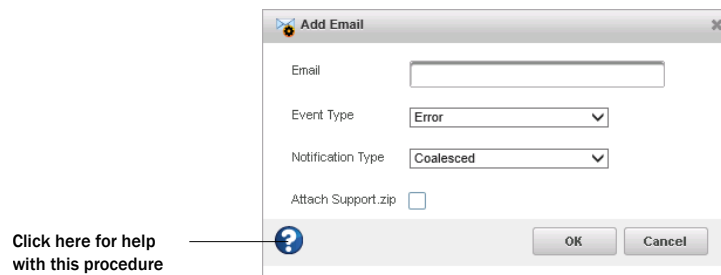 Add Email
Email
Event Type Error
Notification Type Coalesced
Attach Support.zip
Click here for help
with this procedure
? OK Cancel